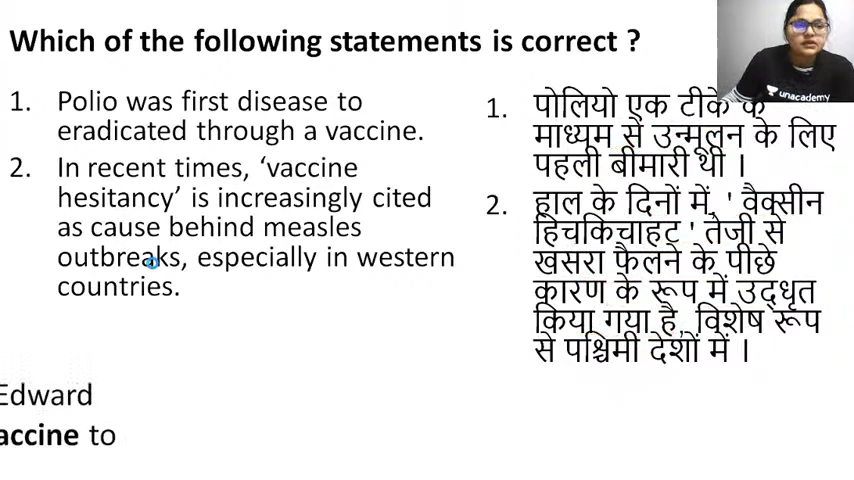 Which of the following statements is correct ?
1. Polio was first disease to
eradicated through a vaccine.
2. In recent times, ‘vaccine
hesitancy’ is increasingly cited
as cause behind measles
outbreaks, especially in western
countries.
1. पोलियो एक टीके के
माध्यम से उन्मूलन के लिए
पहली बीमारी थी ।
2. हाल के दिनों में, ' वैक्सीन
हिचकिचाहट ' तेजी से
खसरा फैलने के पीछे
कारण के रूप में उद्धृत
किया गया है, विशेष रूप
से पश्चिमी देशों में ।
Edward
accine to
unacademy